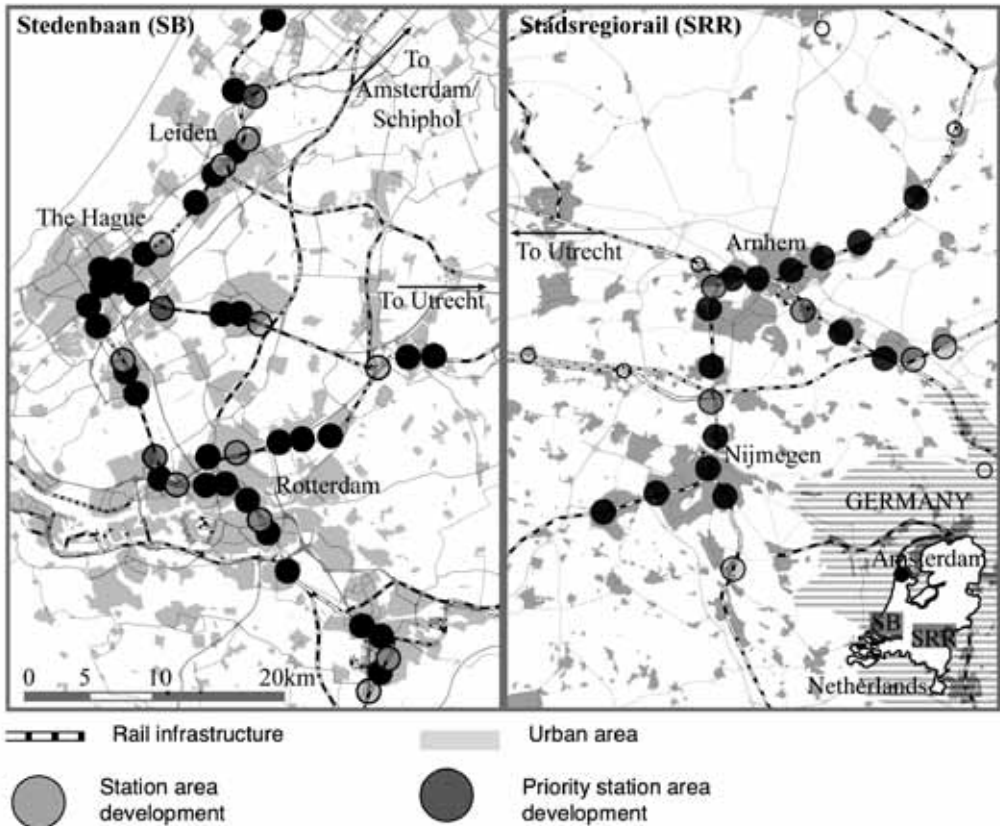 Stedenbaan (SB)
To
Amsterdam/
Schiphol
Leiden
The Hague
To Utrecht
Rotterdam
0 5 10 20km
Stadsregiorail (SRR)
To Utrecht
Arnhem
Nijmegen
GERMANY
Amsterdam
SB
SRR
Netherlands
Rail infrastructure
Urban area
Station area
development
Priority station area
development